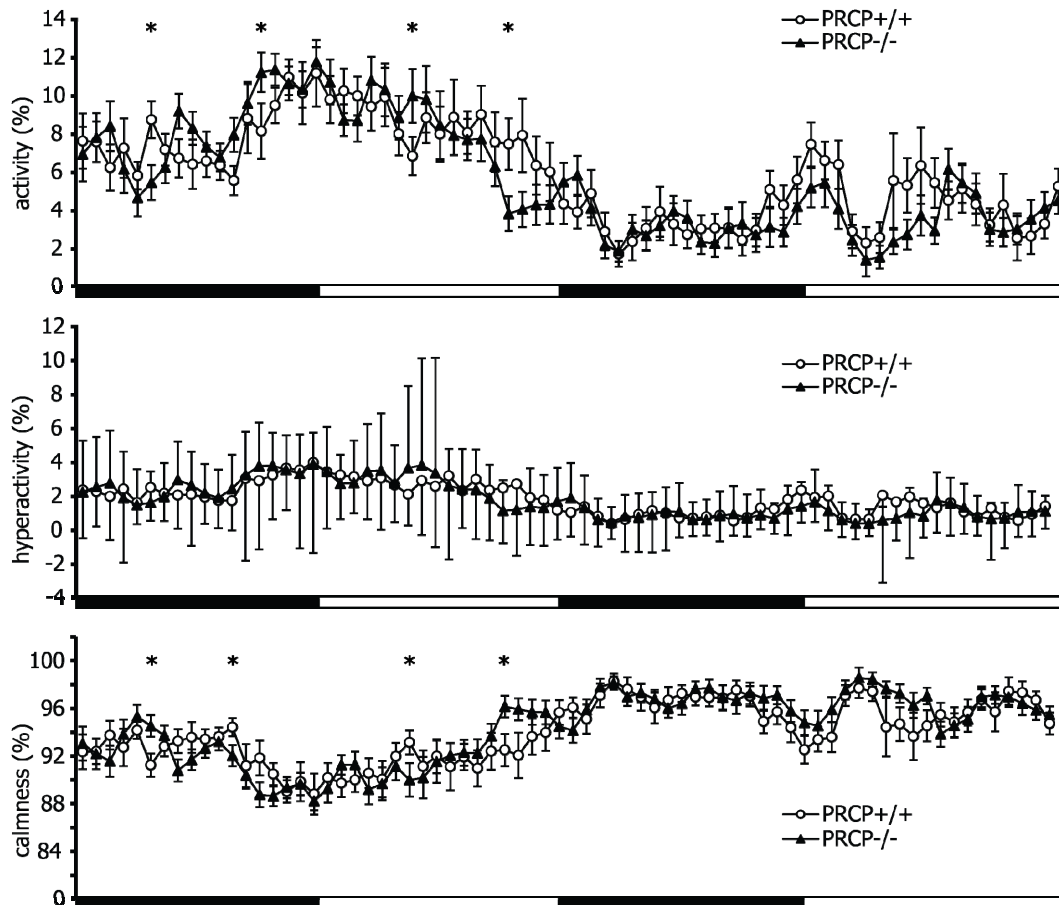 14
12
10
8
6
4
2
0
activity (%)
* * * *
PRCP+/+
PRCP-/-
12
10
8
6
4
2
0
-2
-4
hyperactivity (%)
PRCP+/+
PRCP-/-
100
96
92
88
84
0
calmness (%)
* * * *
PRCP+/+
PRCP-/-